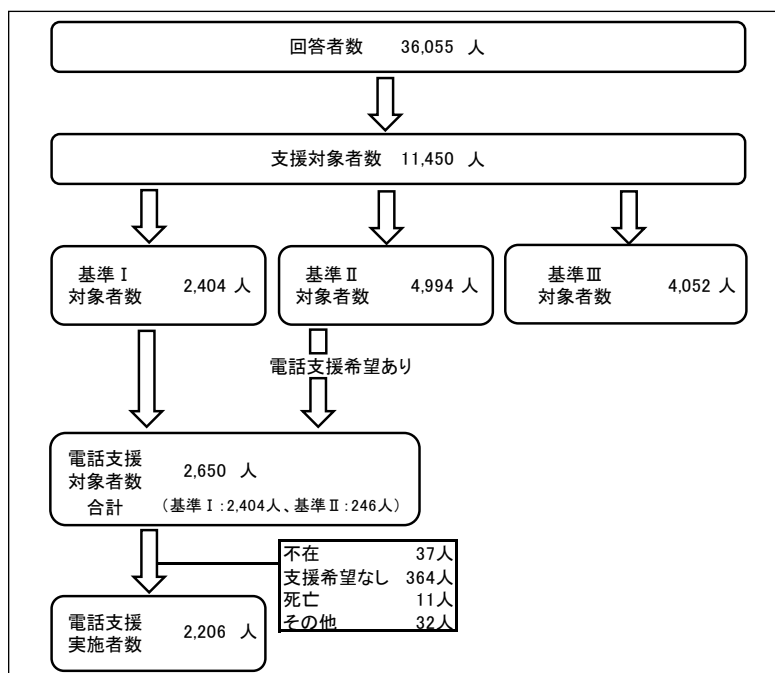 回答者数 36,055 人
支援対象者数 11,450 人
基準Ⅰ
対象者数 2,404 人
基準Ⅱ
対象者数 4,994 人
基準Ⅲ
対象者数 4,052 人
電話支援希望あり
電話支援
対象者数 2,650 人
合計 （基準Ⅰ:2,404人、基準Ⅱ:246人）
不在 37人
支援希望なし 364人
死亡 11人
その他 32人
電話支援
実施者数 2,206 人